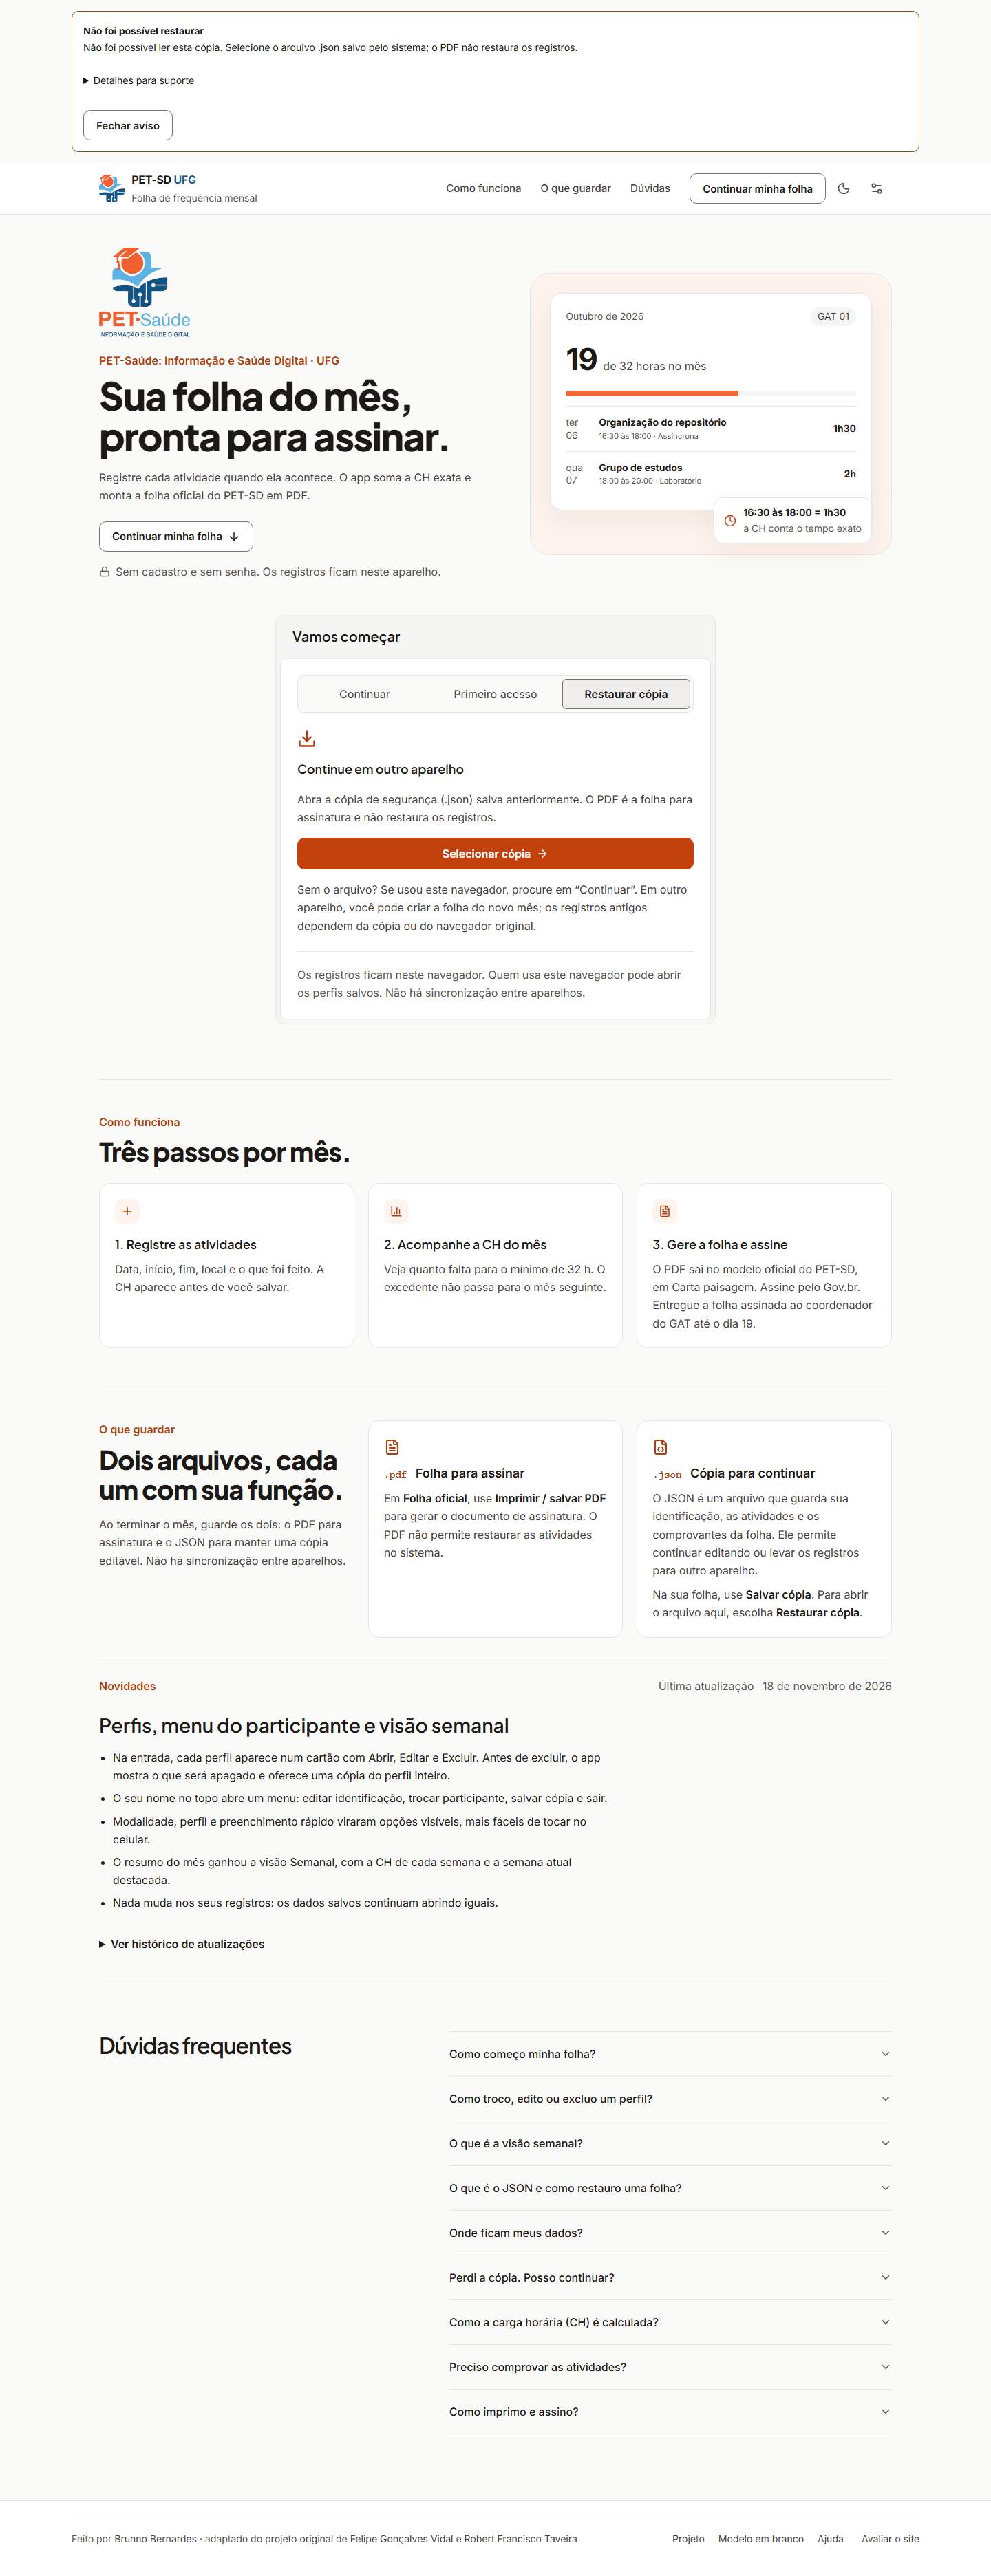 Não foi possível restaurar
Não foi possível ler esta cópia. Selecione o arquivo .json salvo pelo sistema; o PDF não restaura os registros.
Detalhes para suporte
Fechar aviso
PET-SD UFG
Folha de frequência mensal
Como funciona
O que guardar
Dúvidas
Continuar minha folha
PET-Saúde
INFORMAÇÃO E SAÚDE DIGITAL
PET-Saúde: Informação e Saúde Digital · UFG
Sua folha do mês,
pronta para assinar.
Registre cada atividade quando ela acontece. O app soma a CH exata e
monta a folha oficial do PET-SD em PDF.
Continuar minha folha
Sem cadastro e sem senha. Os registros ficam neste aparelho.
Outubro de 2026
GAT 01
19 de 32 horas no mês
ter
06
Organização do repositório
16:30 às 18:00 · Assíncrona
1h30
qua
07
Grupo de estudos
18:00 às 20:00 · Laboratório
2h
16:30 às 18:00 = 1h30
a CH conta o tempo exato
Vamos começar
Continuar
Primeiro acesso
Restaurar cópia
Continue em outro aparelho
Abra a cópia de segurança (.json) salva anteriormente. O PDF é a folha para
assinatura e não restaura os registros.
Selecionar cópia
Sem o arquivo? Se usou este navegador, procure em “Continuar”. Em outro
aparelho, você pode criar a folha do novo mês; os registros antigos
dependem da cópia ou do navegador original.
Os registros ficam neste navegador. Quem usa este navegador pode abrir
os perfis salvos. Não há sincronização entre aparelhos.
Como funciona
Três passos por mês.
1. Registre as atividades
Data, início, fim, local e o que foi feito. A
CH aparece antes de você salvar.
2. Acompanhe a CH do mês
Veja quanto falta para o mínimo de 32 h. O
excedente não passa para o mês seguinte.
3. Gere a folha e assine
O PDF sai no modelo oficial do PET-SD,
em Carta paisagem. Assine pelo Gov.br.
Entregue a folha assinada ao coordenador
do GAT até o dia 19.
O que guardar
Dois arquivos, cada
um com sua função.
Ao terminar o mês, guarde os dois: o PDF para
assinatura e o JSON para manter uma cópia
editável. Não há sincronização entre aparelhos.
.pdf Folha para assinar
Em Folha oficial, use Imprimir / salvar PDF
para gerar o documento de assinatura. O
PDF não permite restaurar as atividades
no sistema.
.json Cópia para continuar
O JSON é um arquivo que guarda sua
identificação, as atividades e os
comprovantes da folha. Ele permite
continuar editando ou levar os registros
para outro aparelho.
Na sua folha, use Salvar cópia. Para abrir
o arquivo aqui, escolha Restaurar cópia.
Novidades
Última atualização 18 de novembro de 2026
Perfis, menu do participante e visão semanal
• Na entrada, cada perfil aparece num cartão com Abrir, Editar e Excluir. Antes de excluir, o app
mostra o que será apagado e oferece uma cópia do perfil inteiro.
• O seu nome no topo abre um menu: editar identificação, trocar participante, salvar cópia e sair.
• Modalidade, perfil e preenchimento rápido viraram opções visíveis, mais fáceis de tocar no
celular.
• O resumo do mês ganhou a visão Semanal, com a CH de cada semana e a semana atual
destacada.
• Nada muda nos seus registros: os dados salvos continuam abrindo iguais.
Ver histórico de atualizações
Dúvidas frequentes
Como começo minha folha?
Como troco, edito ou excluo um perfil?
O que é a visão semanal?
O que é o JSON e como restauro uma folha?
Onde ficam meus dados?
Perdi a cópia. Posso continuar?
Como a carga horária (CH) é calculada?
Preciso comprovar as atividades?
Como imprimo e assino?
Feito por Brunno Bernardes · adaptado do projeto original de Felipe Gonçalves Vidal e Robert Francisco Taveira
Projeto
Modelo em branco
Ajuda
Avaliar o site